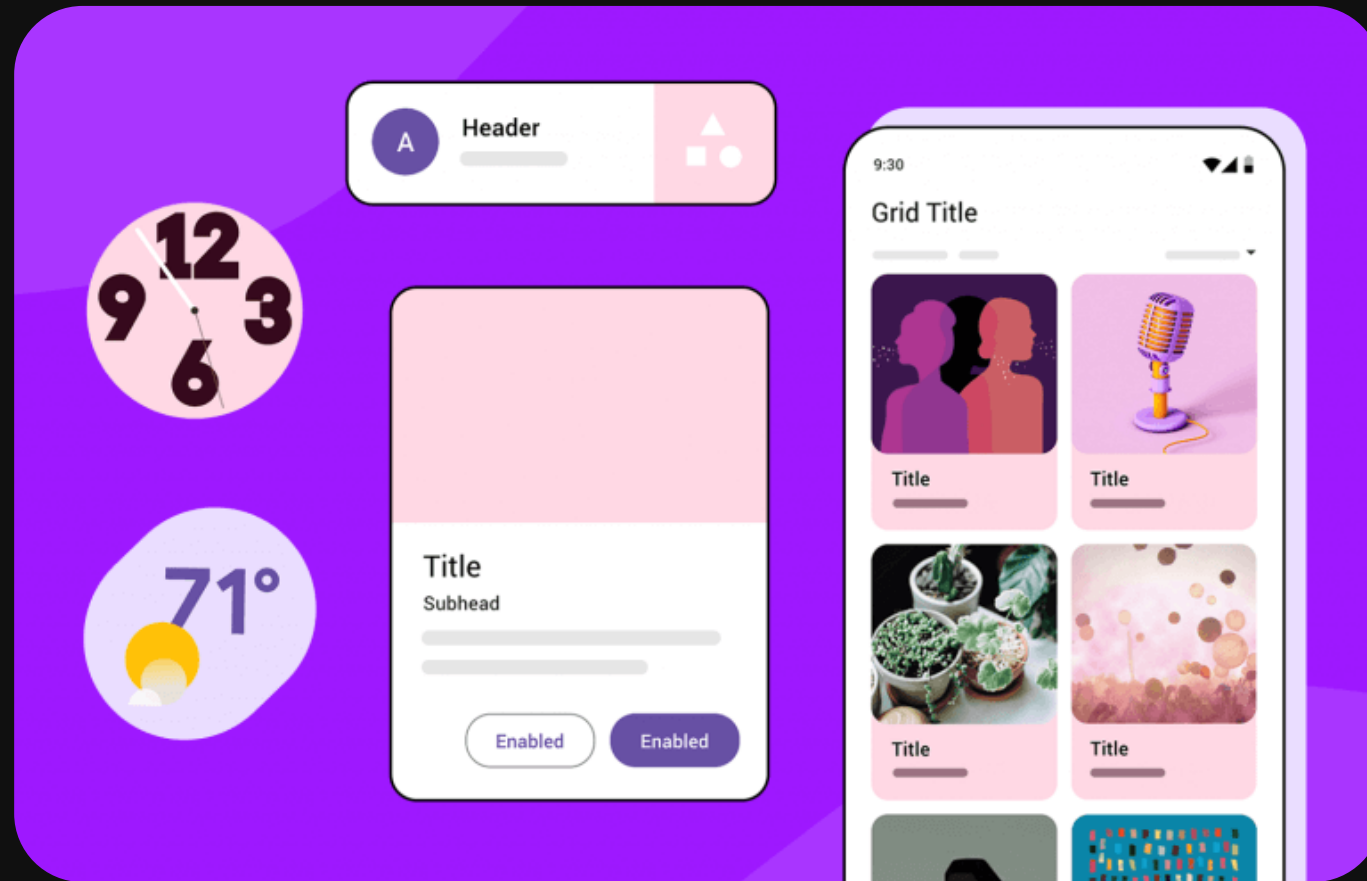 A
Header
12
9
3
6
71°
Title
Subhead
Enabled
Enabled
9:30
Grid Title
Title
Title
Title
Title